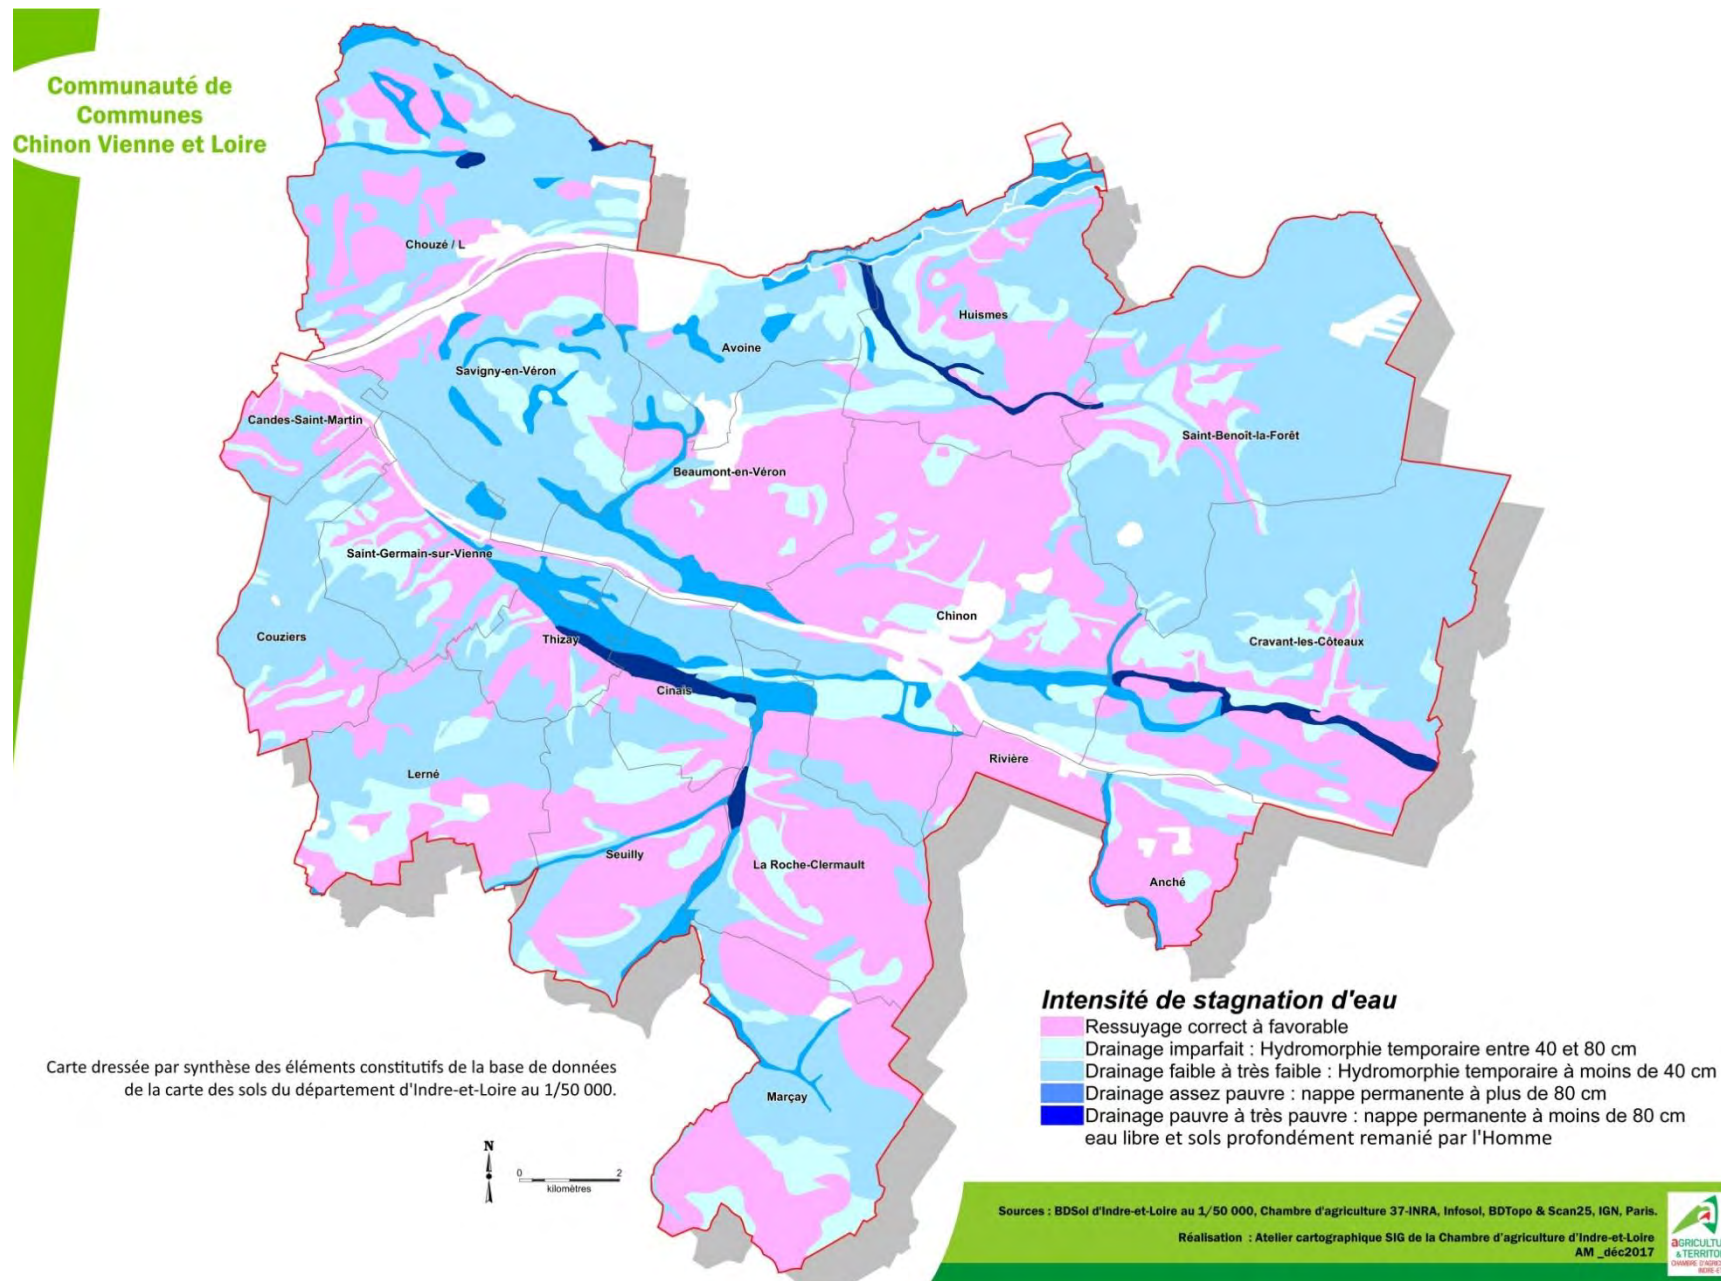 Communauté de
Communes
Chinon Vienne et Loire
Chouzé / L
Huismes
Avoine
Savigny-en-Véron
Candes-Saint-Martin
Saint-Benoît-la-Forêt
Beaumont-en-Véron
Saint-Germain-sur-Vienne
Chinon
Couziers
Thizay
Cravant-les-Côteaux
Cinais
Rivière
Lerné
Seuilly
La Roche-Clermault
Anché
Marçay
Intensité de stagnation d'eau
Ressuyage correct à favorable
Drainage imparfait : Hydromorphie temporaire entre 40 et 80 cm
Drainage faible à très faible : Hydromorphie temporaire à moins de 40 cm
Drainage assez pauvre : nappe permanente à plus de 80 cm
Drainage pauvre à très pauvre : nappe permanente à moins de 80 cm
eau libre et sols profondément remanié par l'Homme
Carte dressée par synthèse des éléments constitutifs de la base de données
de la carte des sols du département d'Indre-et-Loire au 1/50 000.
N
0 2
kilomètres
Sources : BDSol d'Indre-et-Loire au 1/50 000, Chambre d'agriculture 37-INRA, Infosol, BDTopo & Scan25, IGN, Paris.
Réalisation : Atelier cartographique SIG de la Chambre d'agriculture d'Indre-et-Loire
AM _déc2017